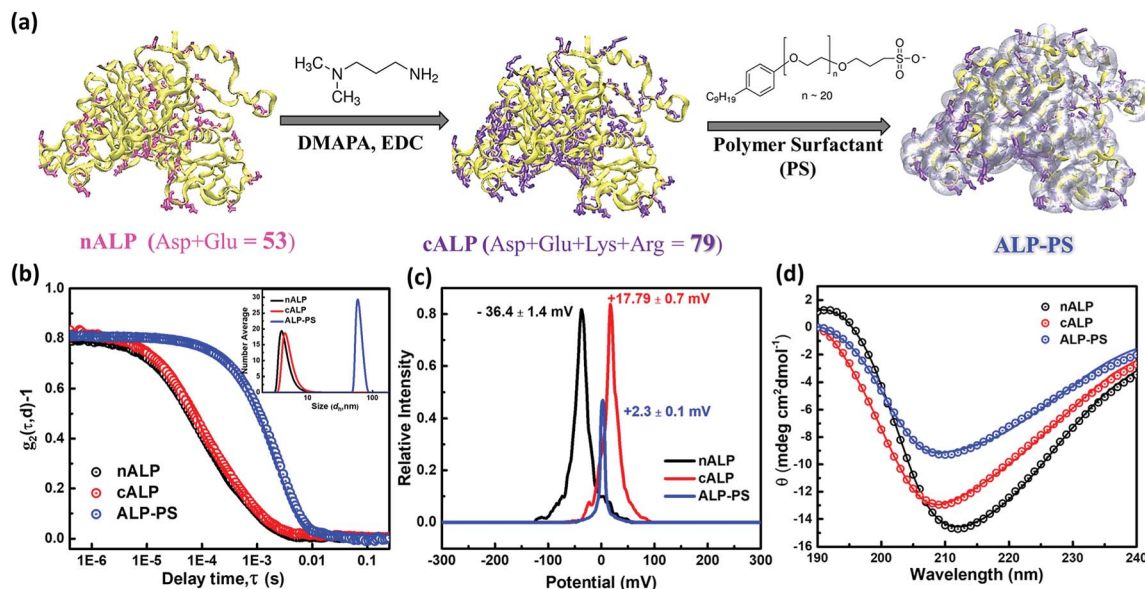 (a)
H₃C
N
CH₃
NH₂
DMAPA, EDC
C₉H₁₉
O
O
n
S
O
O
O-
n ~ 20
Polymer Surfactant
(PS)
nALP (Asp+Glu = 53)
cALP (Asp+Glu+Lys+Arg = 79)
ALP-PS
(b)
g₂(τ,d)-1
1.0
0.8
0.6
0.4
0.2
0.0
1E-6 1E-5 1E-4 1E-3 0.01 0.1
Delay time,τ (s)
nALP
cALP
ALP-PS
Number Average
30
25
20
15
10
5
0
10 100
Size (dₕ,nm)
nALP
cALP
ALP-PS
(c)
Relative Intensity
0.8
0.6
0.4
0.2
0.0
-300 -200 -100 0 100 200 300
Potential (mV)
+17.79 ± 0.7 mV
- 36.4 ± 1.4 mV
+2.3 ± 0.1 mV
nALP
cALP
ALP-PS
(d)
θ (mdeg cm²dmol⁻¹)
4
2
0
-2
-4
-6
-8
-10
-12
-14
-16
190 200 210 220 230 240
Wavelength (nm)
nALP
cALP
ALP-PS